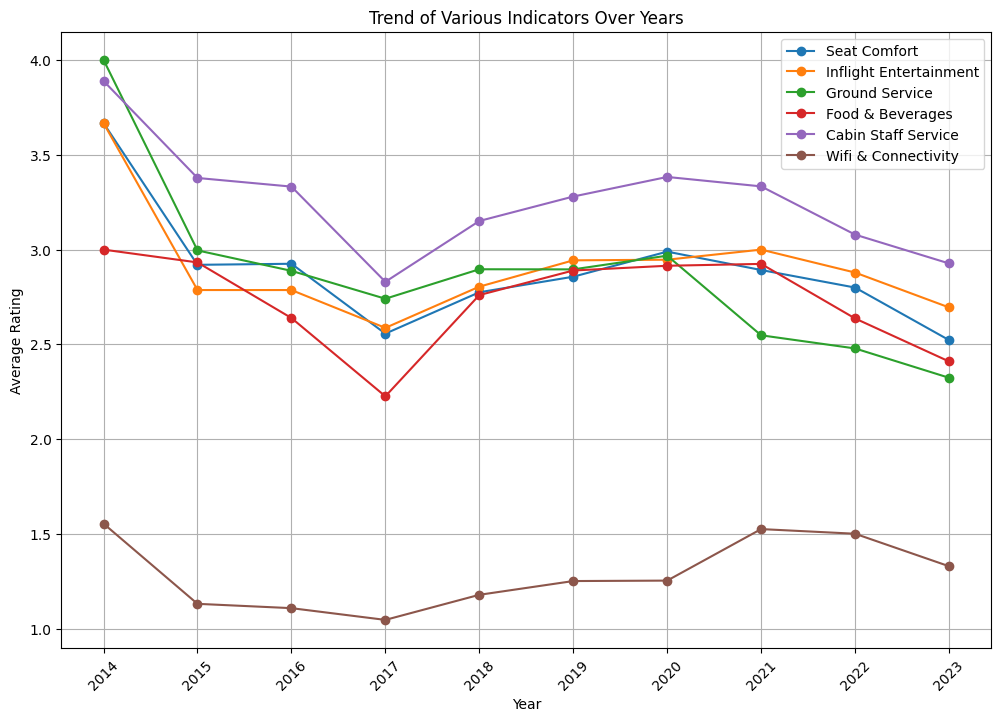 Trend of Various Indicators Over Years
Seat Comfort
Inflight Entertainment
Ground Service
Food & Beverages
Cabin Staff Service
Wifi & Connectivity
4.0
3.5
3.0
2.5
2.0
1.5
1.0
Average Rating
2014
2015
2016
2017
2018
2019
2020
2021
2022
2023
Year